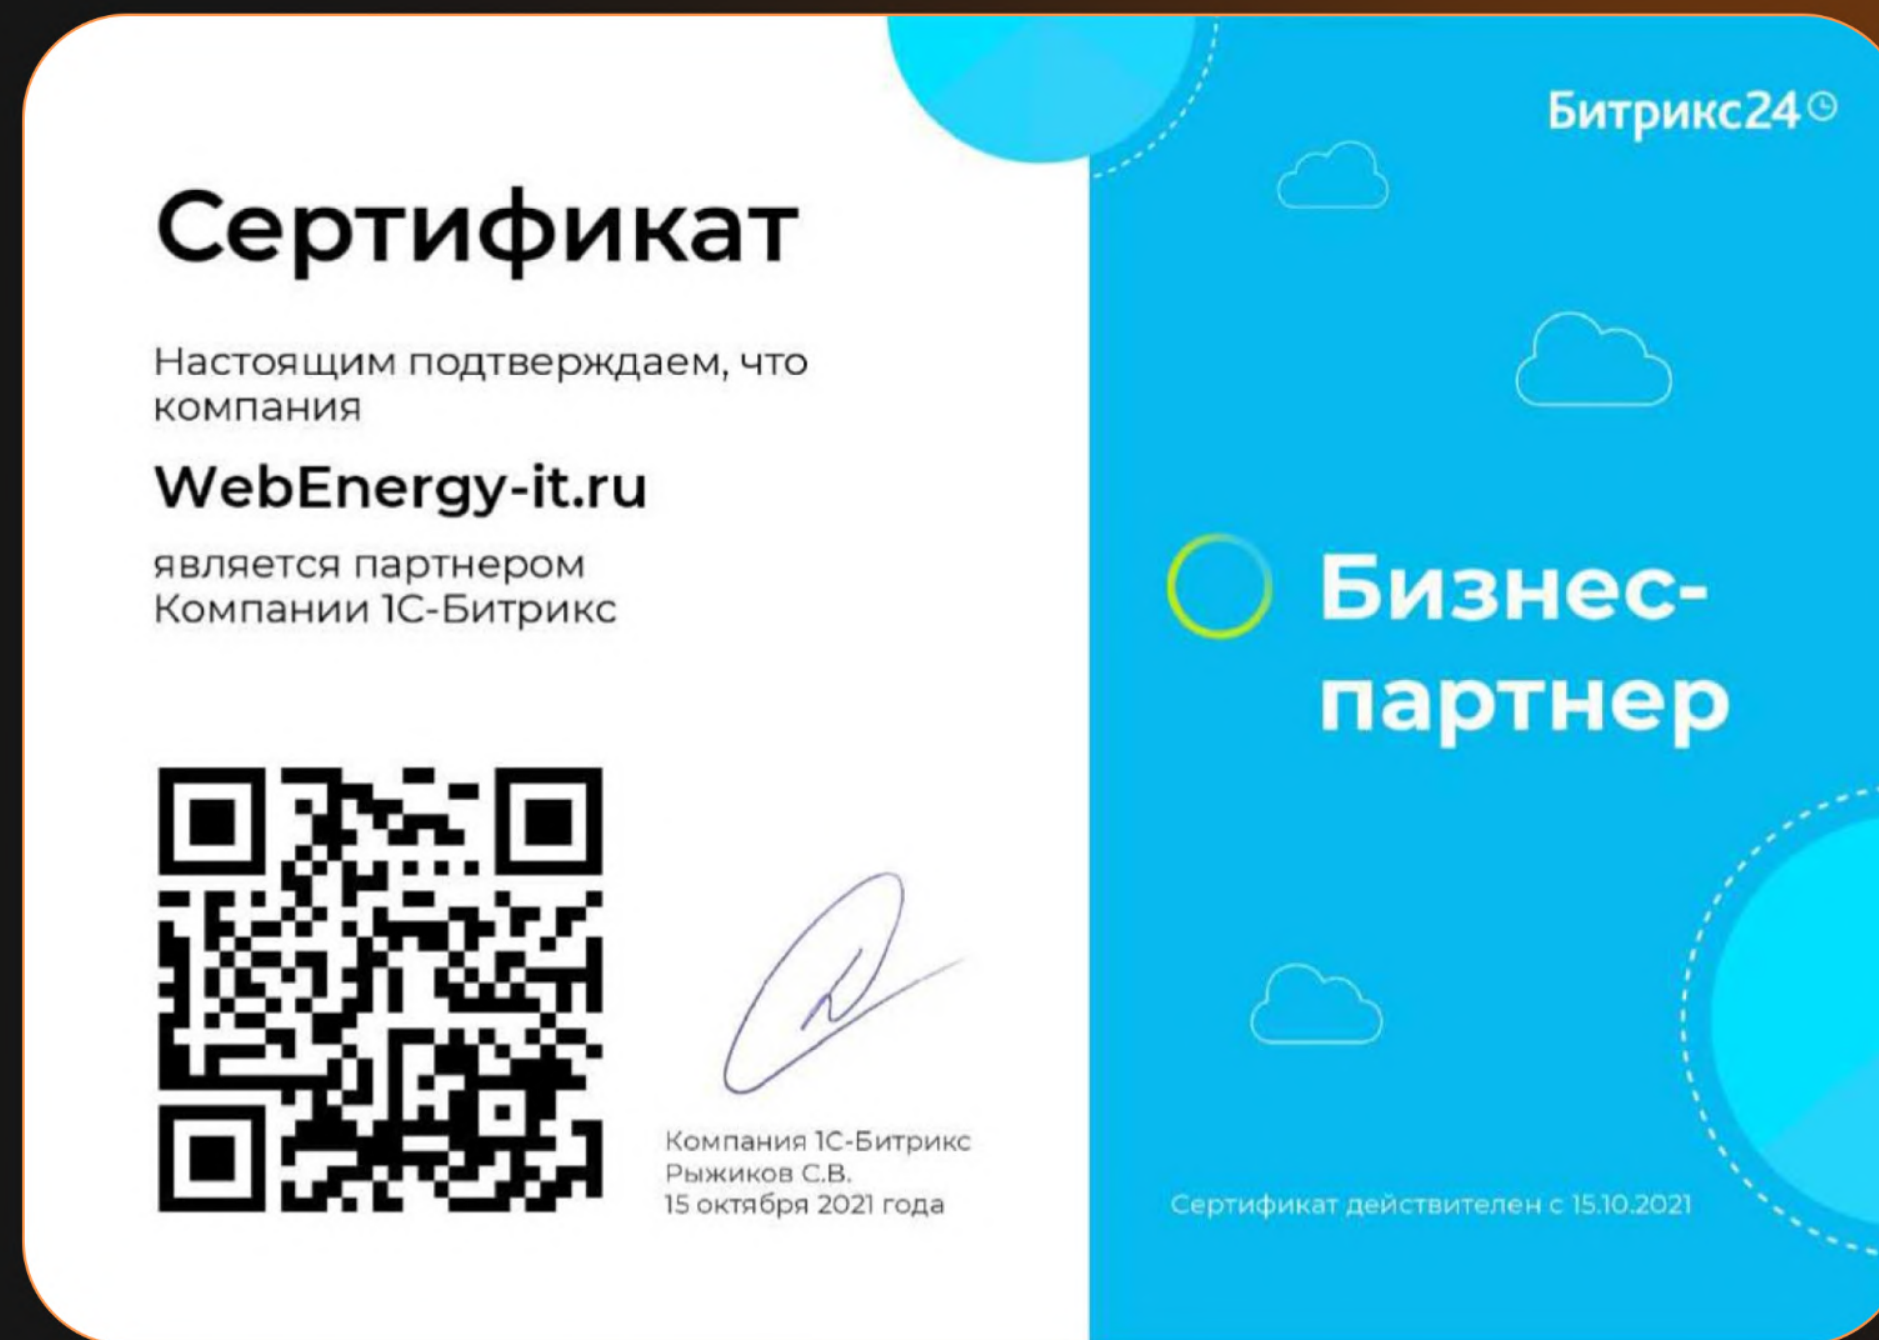 Битрикс24
Сертификат
Настоящим подтверждаем, что
компания
WebEnergy-it.ru
является партнером
Компании 1С-Битрикс
Бизнес-
партнер
Компания 1С-Битрикс
Рыжиков С.В.
15 октября 2021 года
Сертификат действителен с 15.10.2021